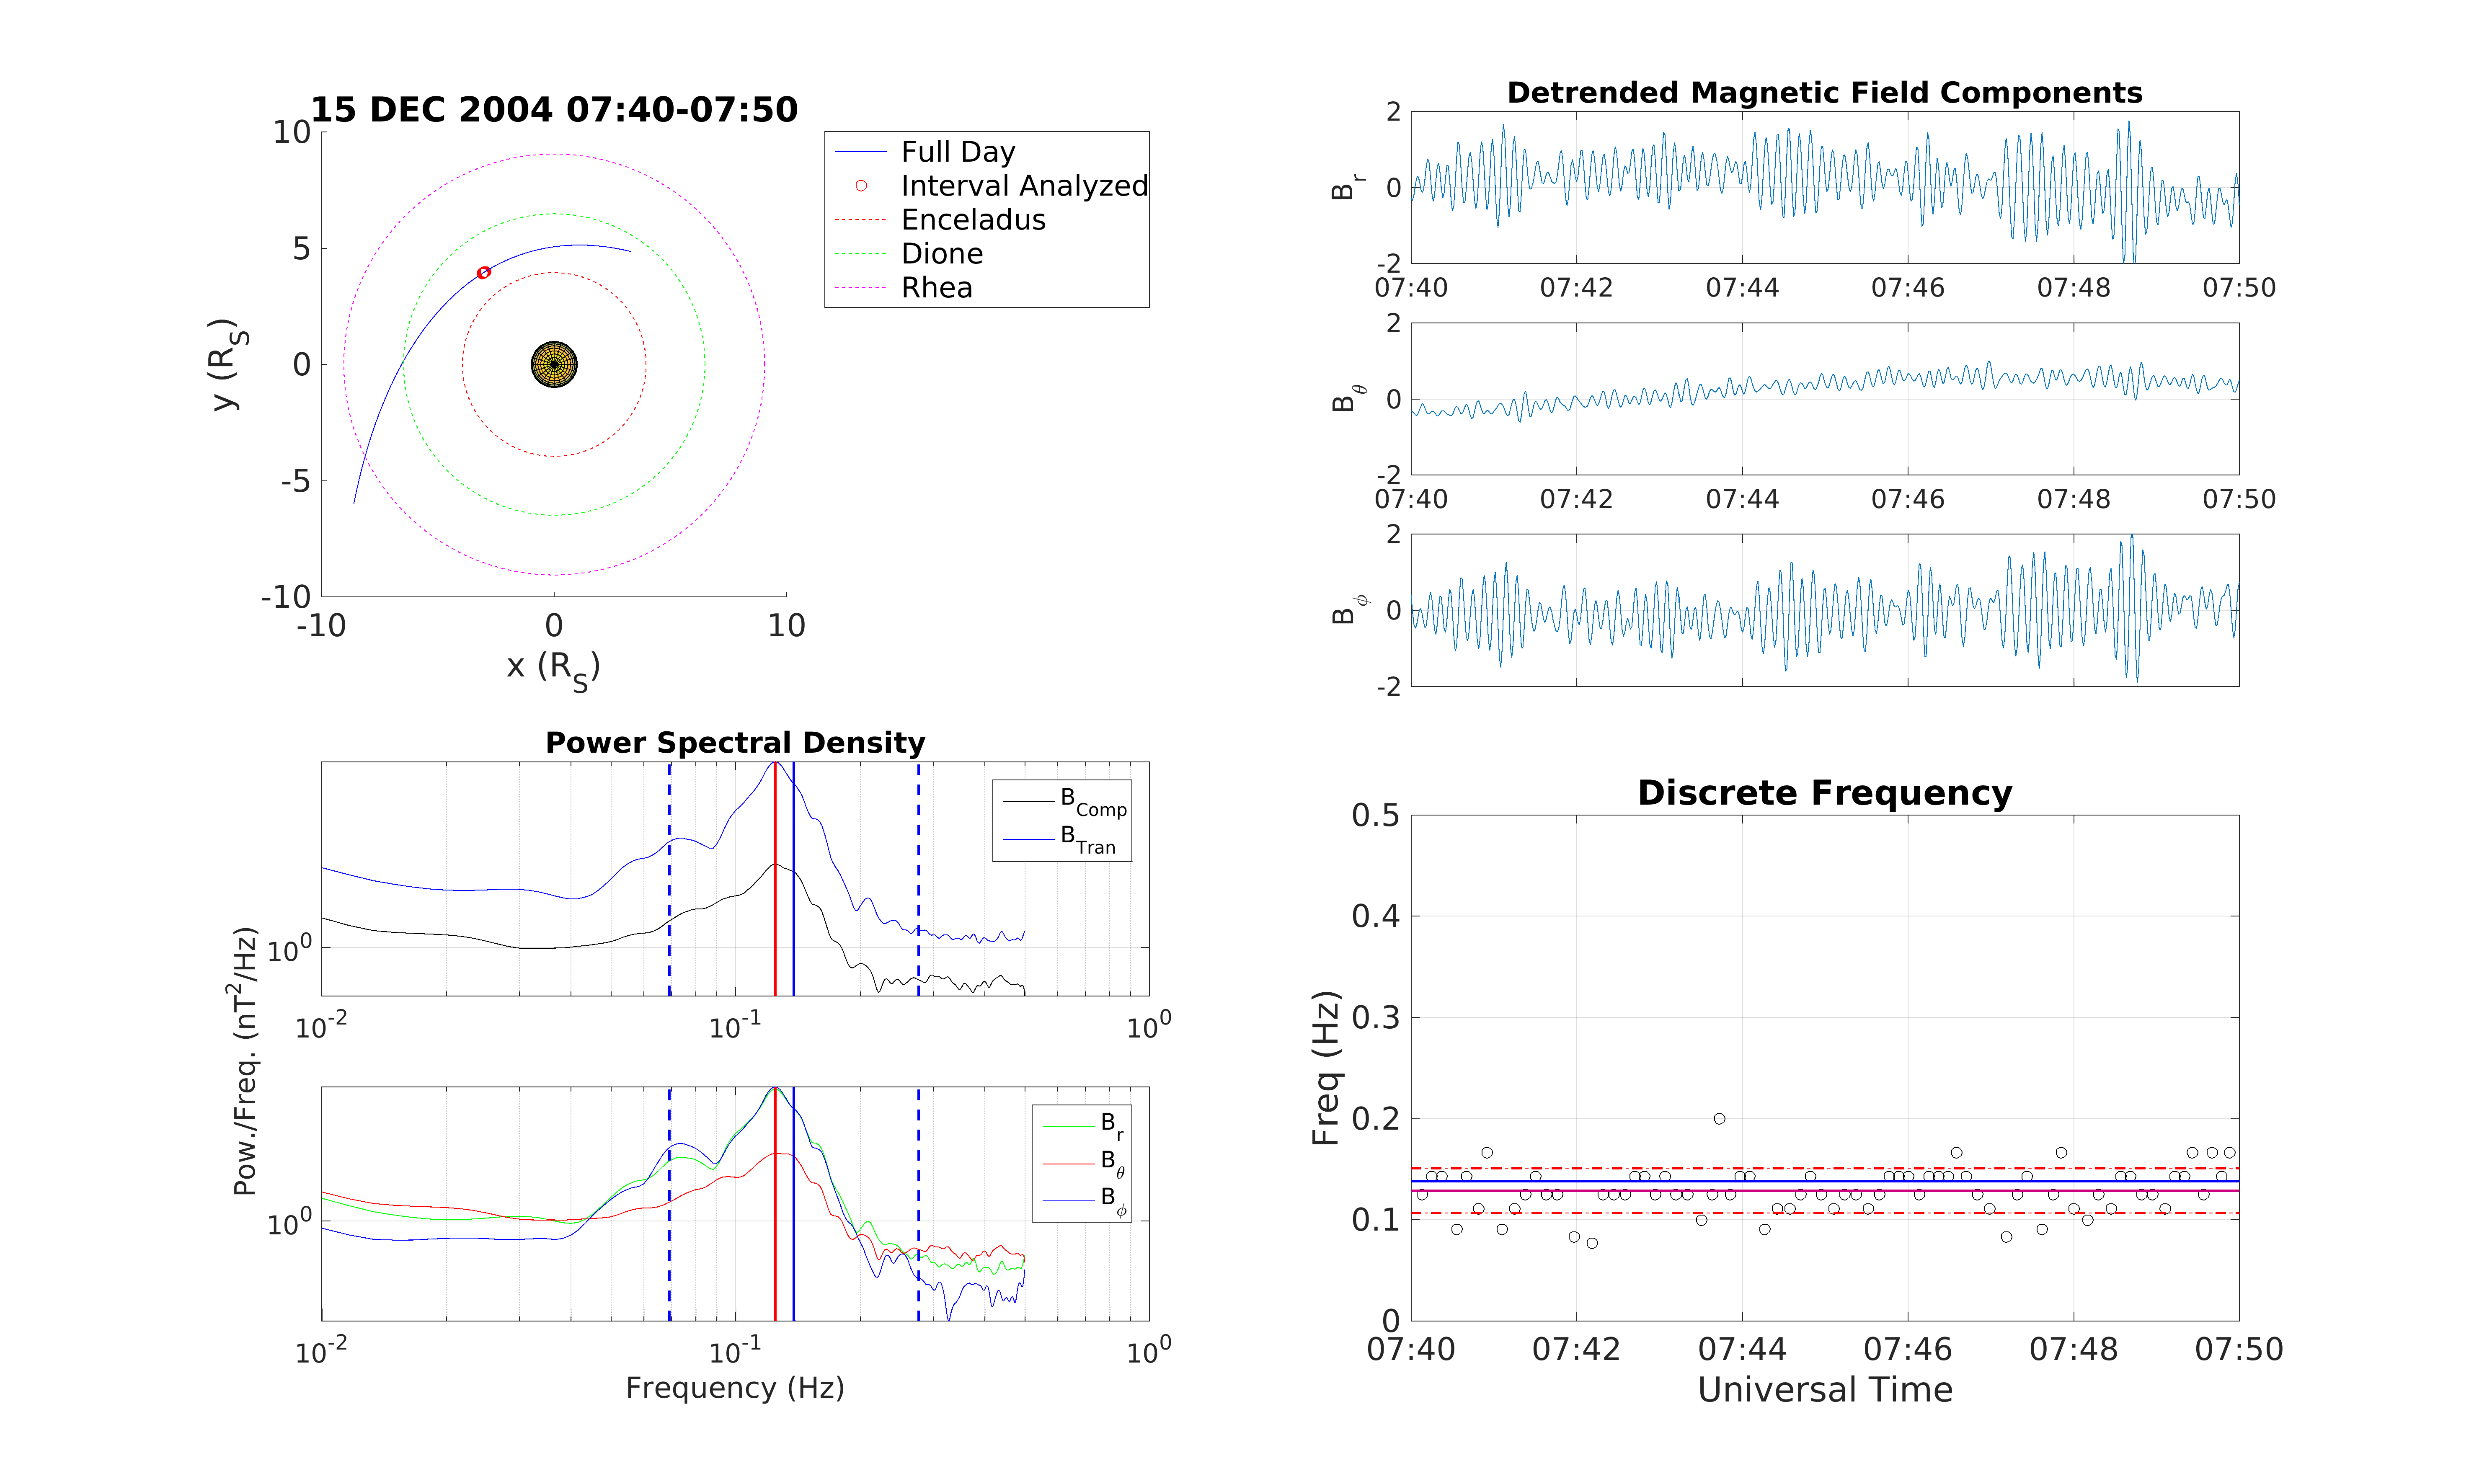 15 DEC 2004 07:40-07:50
10
5
0
-5
-10
-10 0 10
y (R_S)
x (R_S)
Full Day
Interval Analyzed
Enceladus
Dione
Rhea
Detrended Magnetic Field Components
2
0
-2
B_r
07:40 07:42 07:44 07:46 07:48 07:50
2
0
-2
B_θ
07:40 07:42 07:44 07:46 07:48 07:50
2
0
-2
B_ϕ
Power Spectral Density
B_Comp
B_Tran
10^0
10^-2 10^-1 10^0
Pow./Freq. (nT^2/Hz)
B_r
B_θ
B_ϕ
10^0
10^-2 10^-1 10^0
Frequency (Hz)
Discrete Frequency
0.5
0.4
0.3
0.2
0.1
0
Freq (Hz)
07:40 07:42 07:44 07:46 07:48 07:50
Universal Time